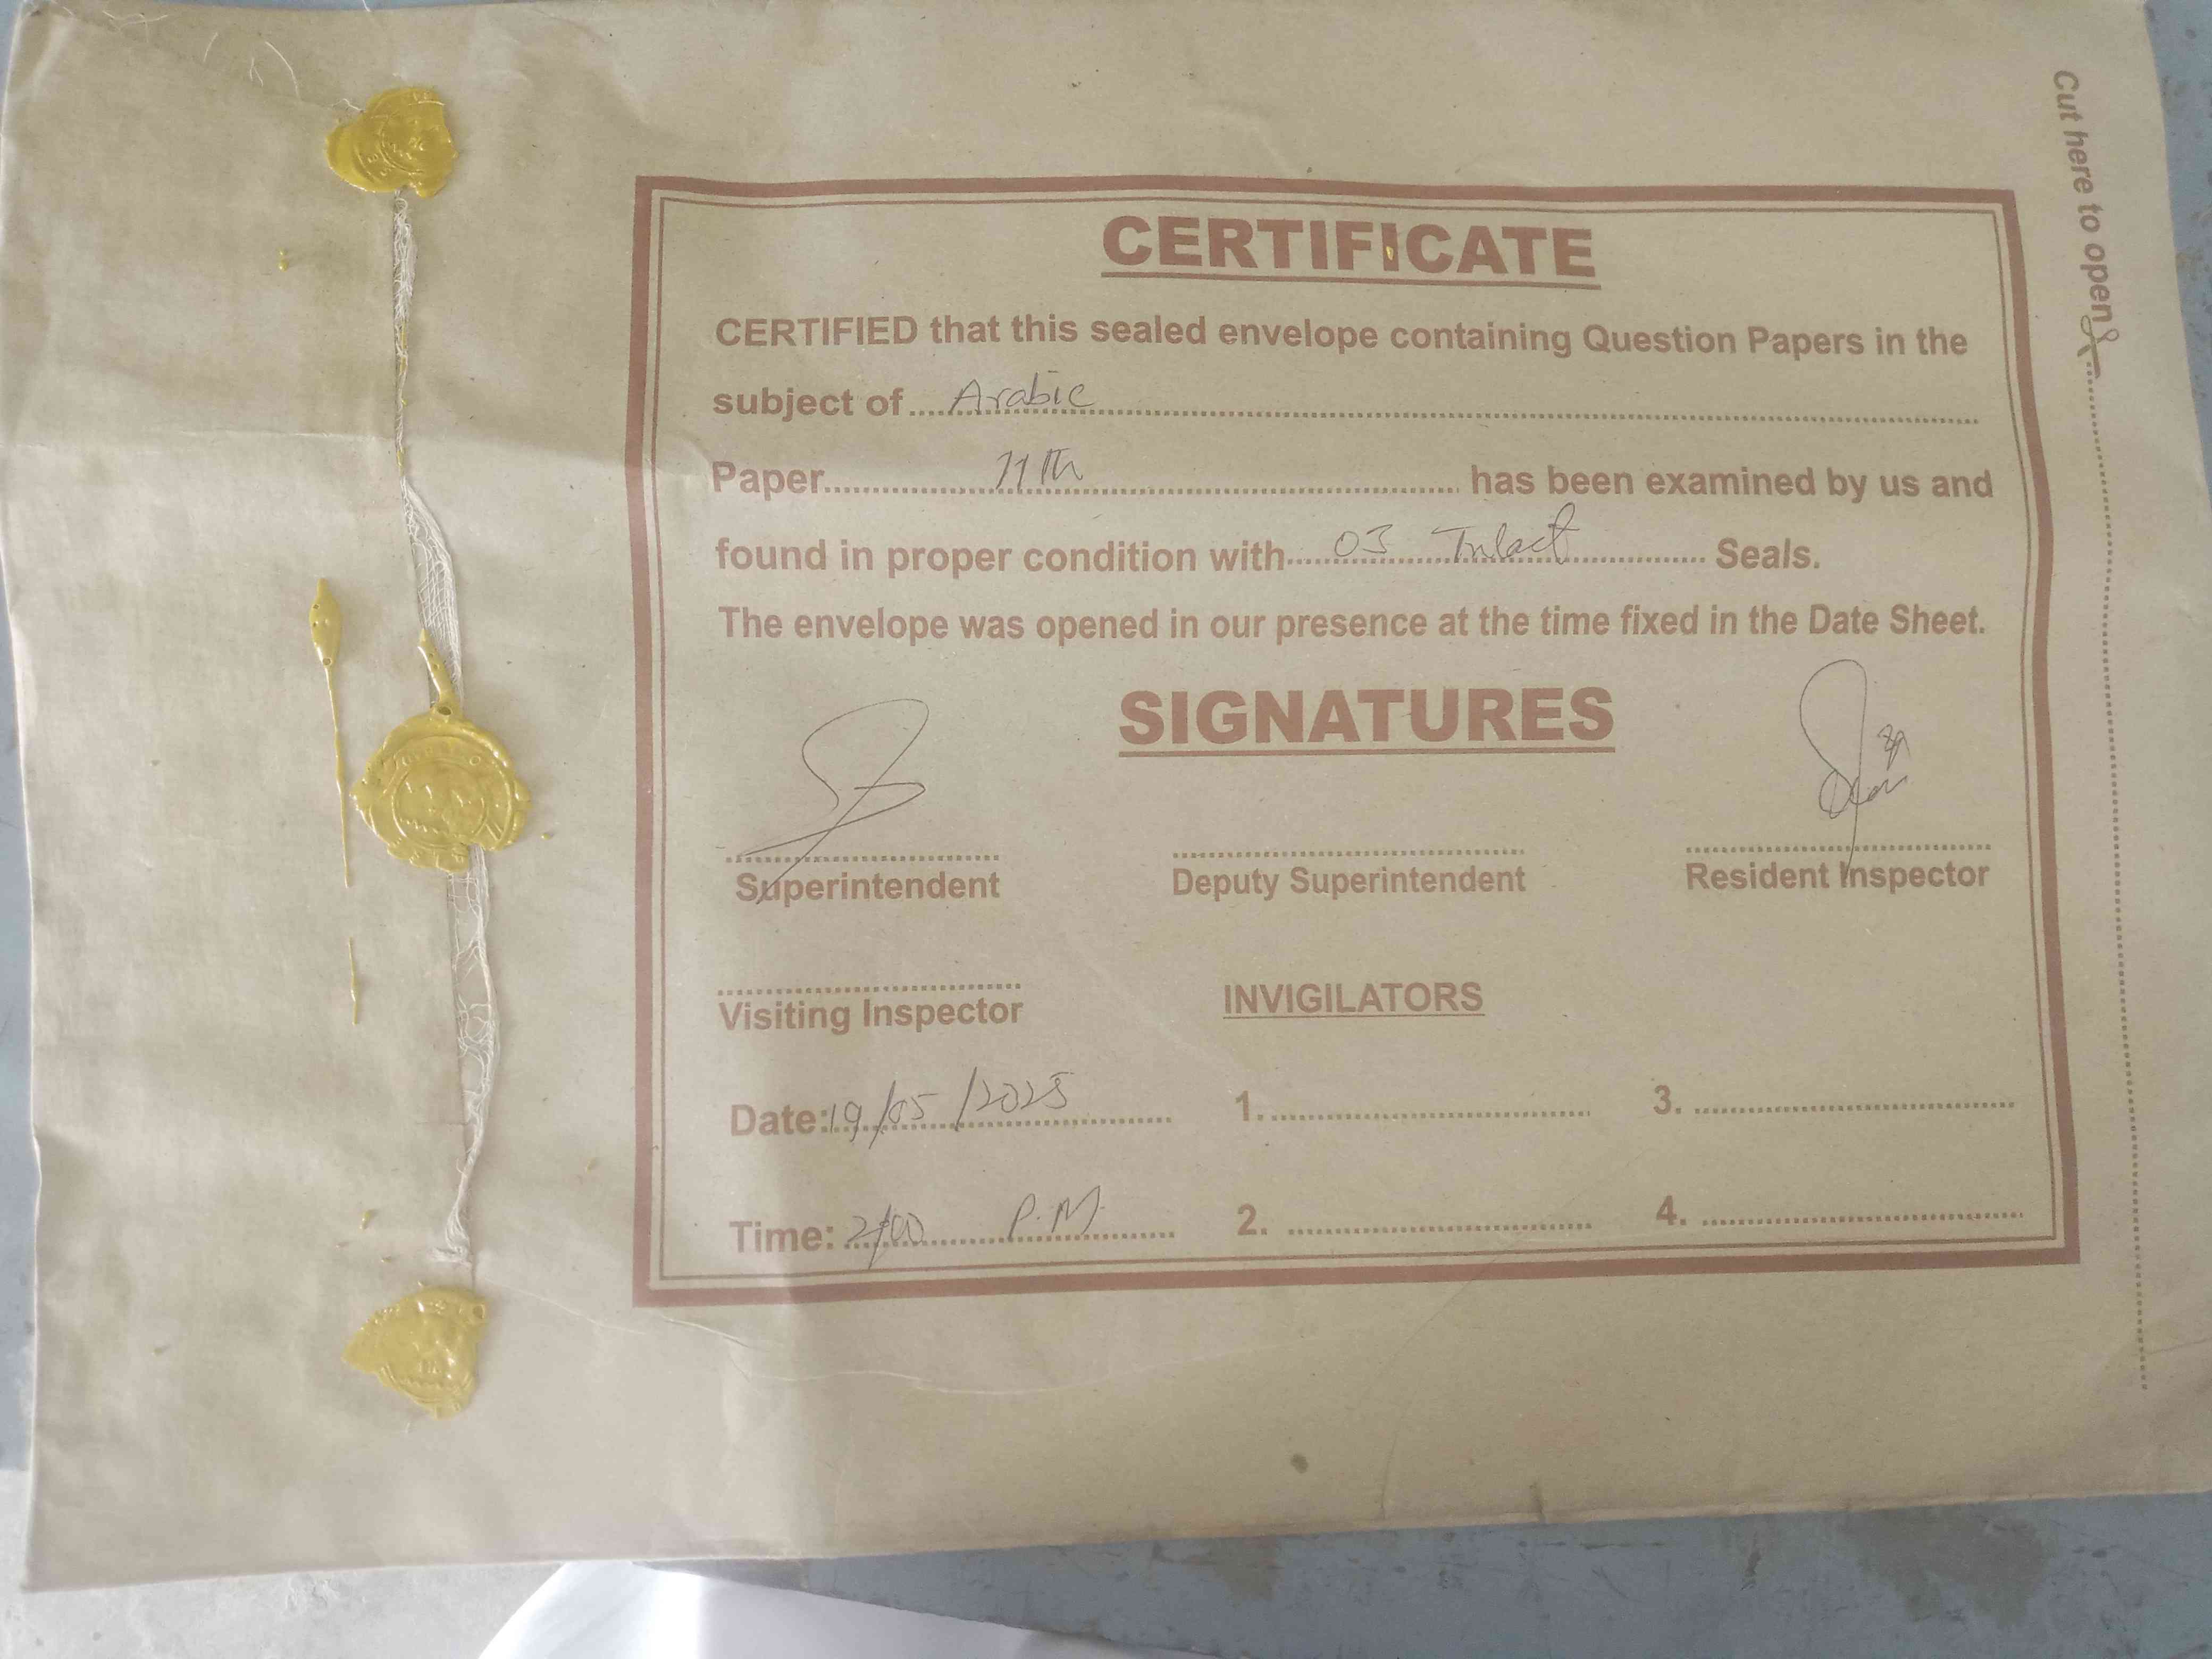 CERTIFICATE
CERTIFIED that this sealed envelope containing Question Papers in the
subject of Arabic
Paper 11th has been examined by us and
found in proper condition with 03 Intact Seals.
The envelope was opened in our presence at the time fixed in the Date Sheet.
SIGNATURES
Superintendent Deputy Superintendent Resident Inspector
Visiting Inspector INVIGILATORS
Date: 19/05/2025 1. 3.
Time: 2/00 P.M. 2. 4.
Cut here to open